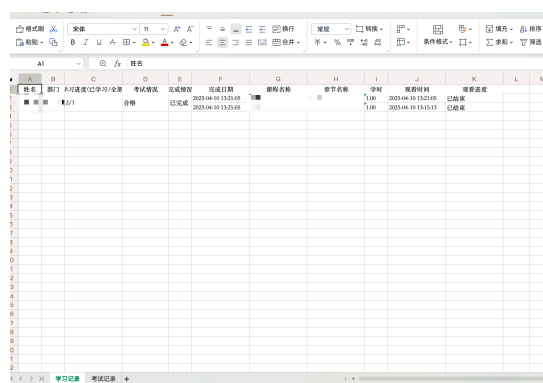 格式刷 宋体 11 A⁺ A⁻ 换行 常规 转换 填充 排序
粘贴 B I U A 合并 条件格式 求和 筛选
A1 fx 姓名
A B C D E F G H I J K L
姓名 部门 学习进度(已学习/全部 考试情况 完成情况 完成日期 课程名称 章节名称 学时 观看时间 观看进度
2/1 合格 已完成 2025-04-10 13:21:05 1.00 2025-04-10 13:21:05 已结束
2025-04-10 13:21:05 1.00 2025-04-10 13:15:13 已结束
学习记录 考试记录 +